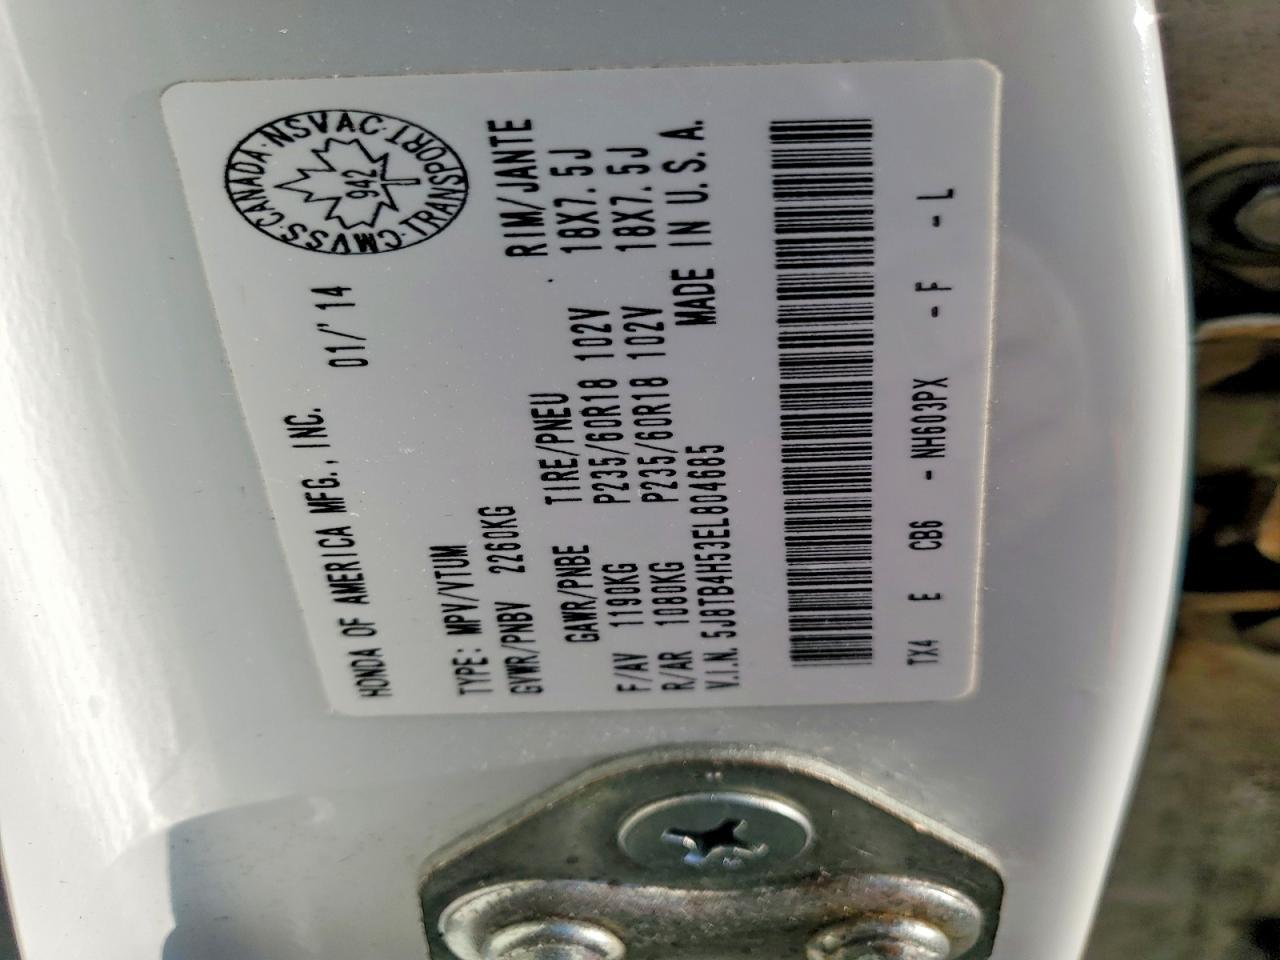 HONDA OF AMERICA MFG., INC. 01/'14
CMVSS·CANADA·NSVAC·TRANSPORT·
942
TYPE: MPV/VTUM
GVWR/PNBV 2260KG
GAWR/PNBE TIRE/PNEU RIM/JANTE
F/AV 1190KG P235/60R18 102V 18X7.5J
R/AR 1080KG P235/60R18 102V 18X7.5J
V.I.N. 5J8TB4H53EL804685 MADE IN U.S.A.
TX4 E CB6 - NH603PX - F - L